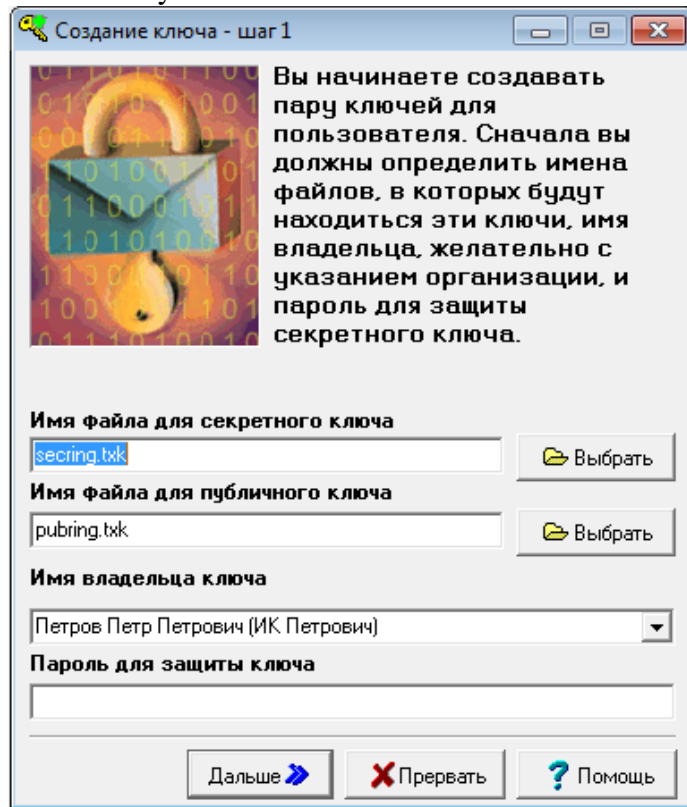 Создание ключа - шаг 1
Вы начинаете создавать
пару ключей для
пользователя. Сначала вы
должны определить имена
файлов, в которых будут
находиться эти ключи, имя
владельца, желательно с
указанием организации, и
пароль для защиты
секретного ключа.
Имя файла для секретного ключа
secring.txk
Выбрать
Имя файла для публичного ключа
pubring.txk
Выбрать
Имя владельца ключа
Петров Петр Петрович (ИК Петрович)
Пароль для защиты ключа
Дальше
Прервать
Помощь